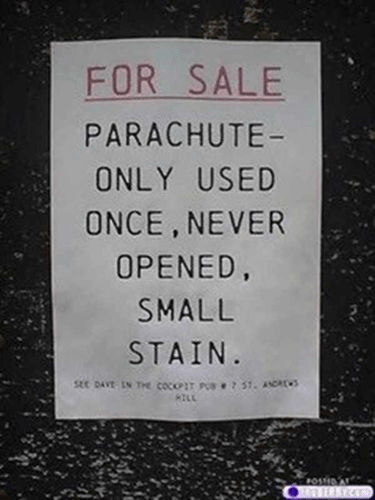 FOR SALE
PARACHUTE-
ONLY USED
ONCE, NEVER
OPENED,
SMALL
STAIN.
SEE DAVE IN THE COCKPIT PUB # 7 ST. ANDREWS
HILL
POSTED AT